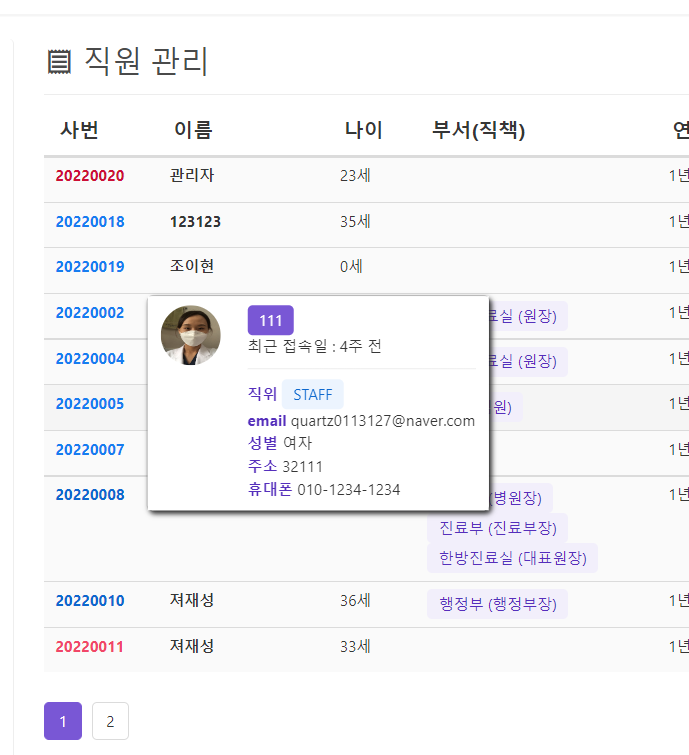 직원 관리
사번 이름 나이 부서(직책) 연
20220020 관리자 23세 1년
20220018 123123 35세 1년
20220019 조이현 0세 1년
20220002 료실 (원장) 1년
20220004 료실 (원장) 1년
20220005 원) 1년
20220007 1년
20220008 (병원장) 1년
진료부 (진료부장)
한방진료실 (대표원장)
111
최근 접속일 : 4주 전
직위 STAFF
email quartz0113127@naver.com
성별 여자
주소 32111
휴대폰 010-1234-1234
20220010 져재성 36세 행정부 (행정부장) 1년
20220011 져재성 33세 1년
1 2